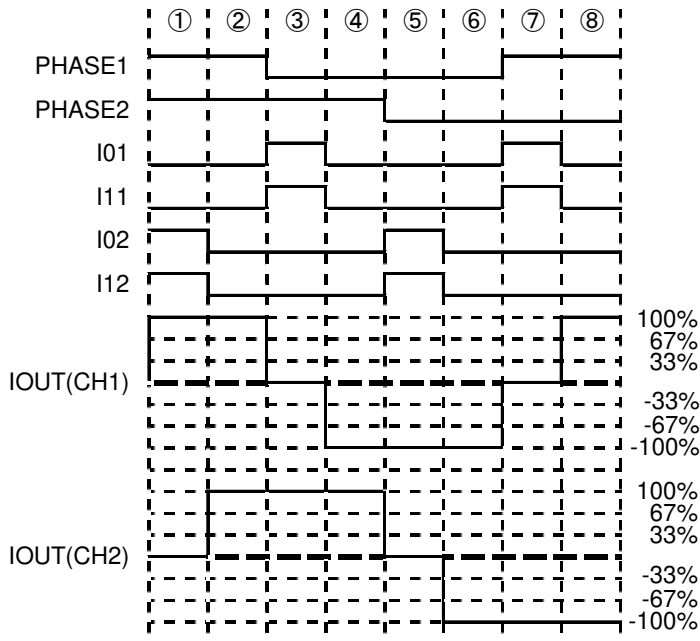 ① ② ③ ④ ⑤ ⑥ ⑦ ⑧
PHASE1
PHASE2
I01
I11
I02
I12
100%
67%
33%
IOUT(CH1)
-33%
-67%
-100%
100%
67%
33%
IOUT(CH2)
-33%
-67%
-100%